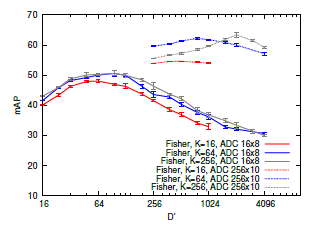 70
60
50
40
30
20
10
mAP
Fisher, K=16, ADC 16x8
Fisher, K=64, ADC 16x8
Fisher, K=256, ADC 16x8
Fisher, K=16, ADC 256x10
Fisher, K=64, ADC 256x10
Fisher, K=256, ADC 256x10
16 64 256 1024 4096
D'